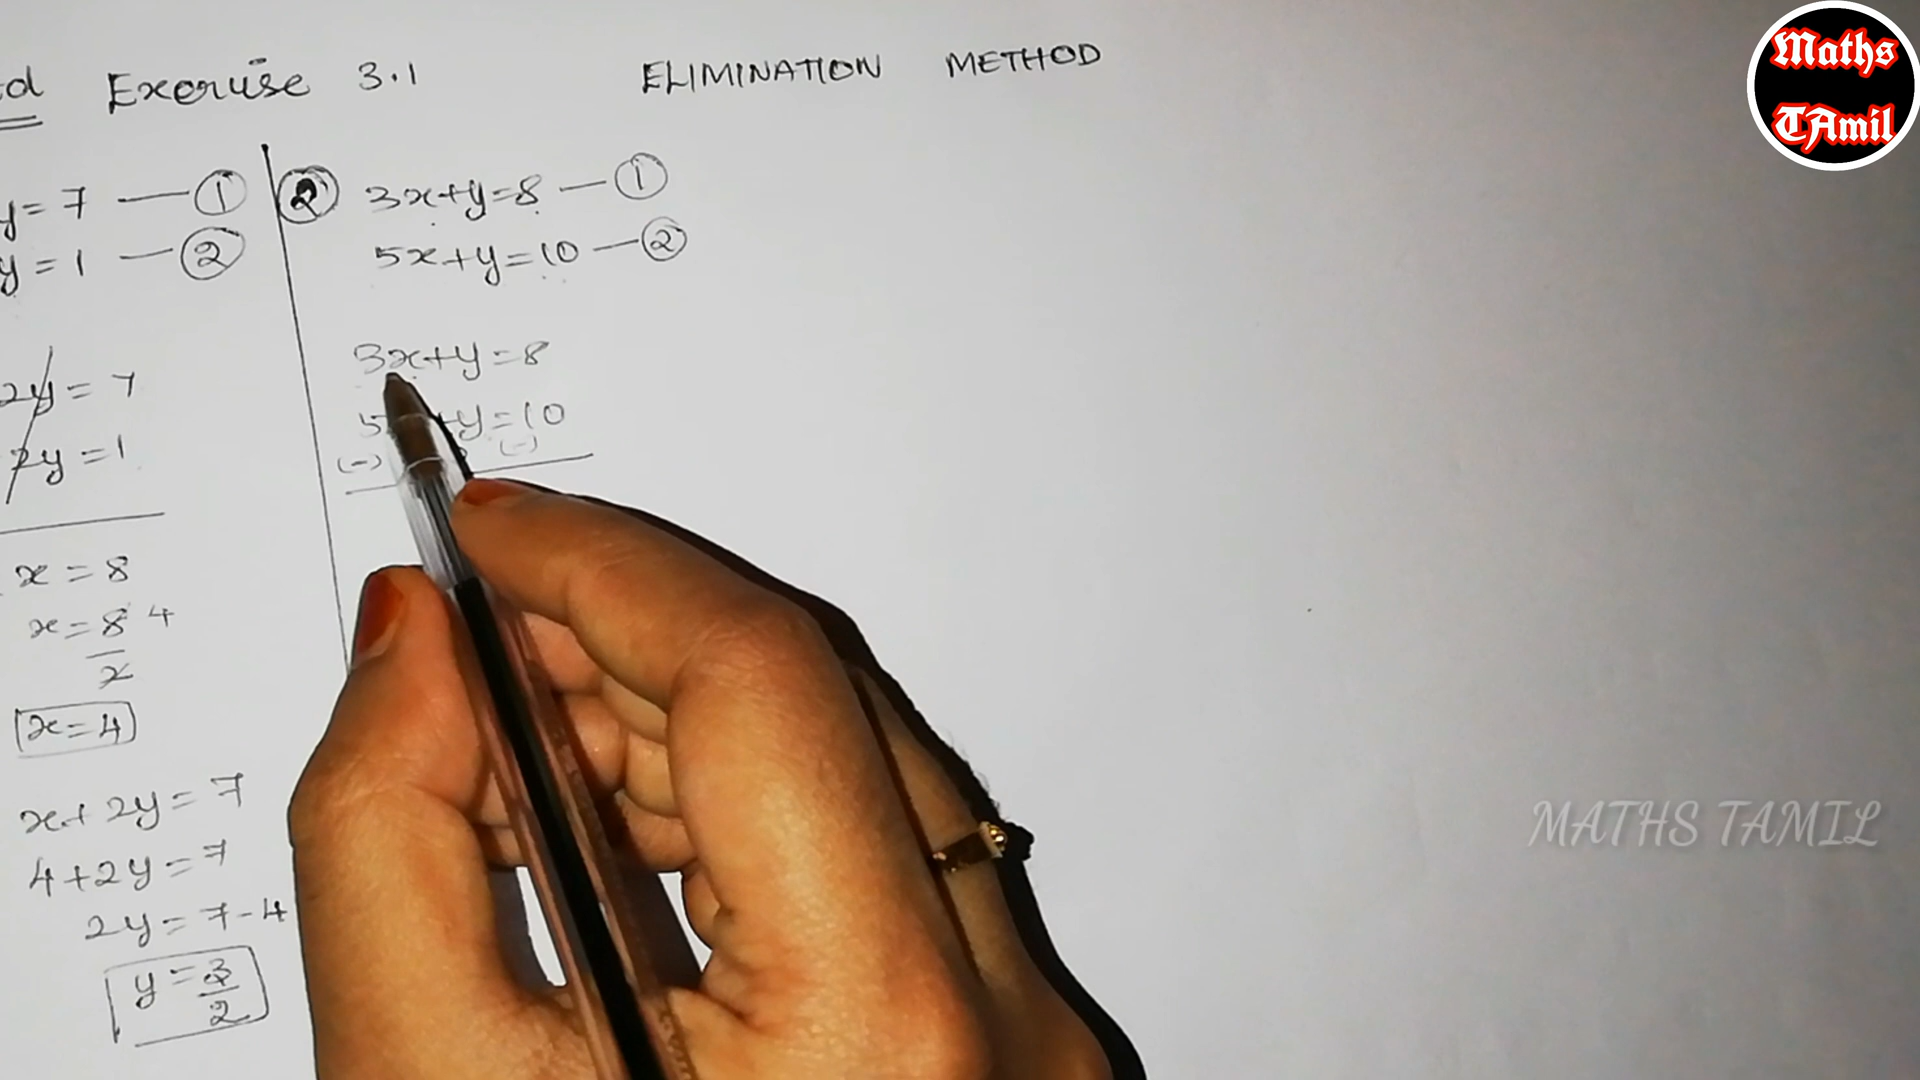 Exercise 3.1 ELIMINATION METHOD
y = 7 — ①
y = 1 — ②
2y = 7
2y = 1
x = 8
x = 8 4
2
x = 4
x + 2y = 7
4 + 2y = 7
2y = 7 - 4
y = 3/2
② 3x + y = 8 — ①
5x + y = 10 — ②
3x + y = 8
5 + y = 10
(-) (-)
Maths
TAmil
MATHS TAMIL